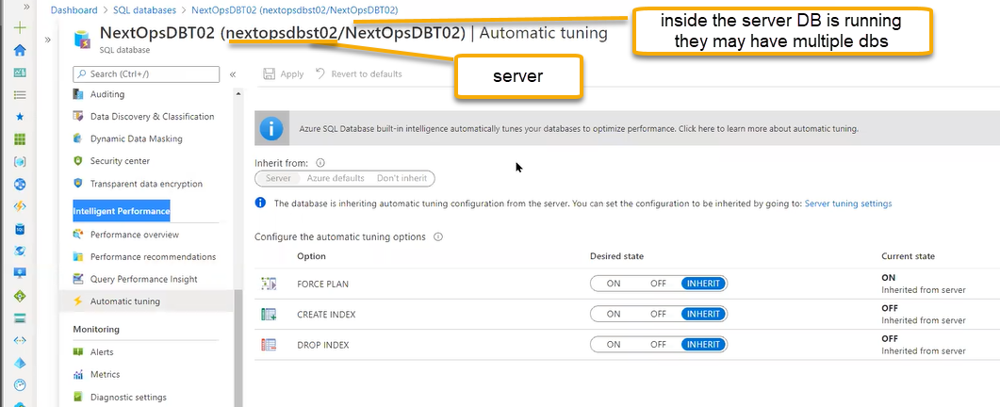 Dashboard > SQL databases > NextOpsDBT02 (nextopsdbst02/NextOpsDBT02)
NextOpsDBT02 (nextopsdbst02/NextOpsDBT02) | Automatic tuning
SQL database
inside the server DB is running
they may have multiple dbs
server
Search (Ctrl+/)
Apply
Revert to defaults
Auditing
Data Discovery & Classification
Dynamic Data Masking
Security center
Transparent data encryption
Intelligent Performance
Performance overview
Performance recommendations
Query Performance Insight
Automatic tuning
Monitoring
Alerts
Metrics
Diagnostic settings
Azure SQL Database built-in intelligence automatically tunes your databases to optimize performance. Click here to learn more about automatic tuning.
Inherit from:
Server Azure defaults Don't inherit
The database is inheriting automatic tuning configuration from the server. You can set the configuration to be inherited by going to: Server tuning settings
Configure the automatic tuning options
Option Desired state Current state
FORCE PLAN ON OFF INHERIT ON
Inherited from server
CREATE INDEX ON OFF INHERIT OFF
Inherited from server
DROP INDEX ON OFF INHERIT OFF
Inherited from server